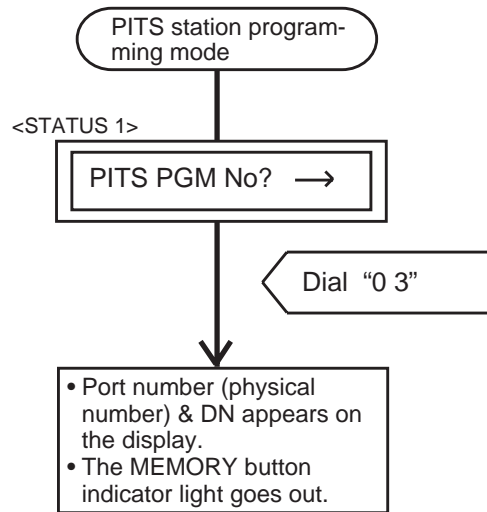 PITS station program-
ming mode
<STATUS 1>
PITS PGM No? →
Dial “0 3”
• Port number (physical
number) & DN appears on
the display.
• The MEMORY button
indicator light goes out.